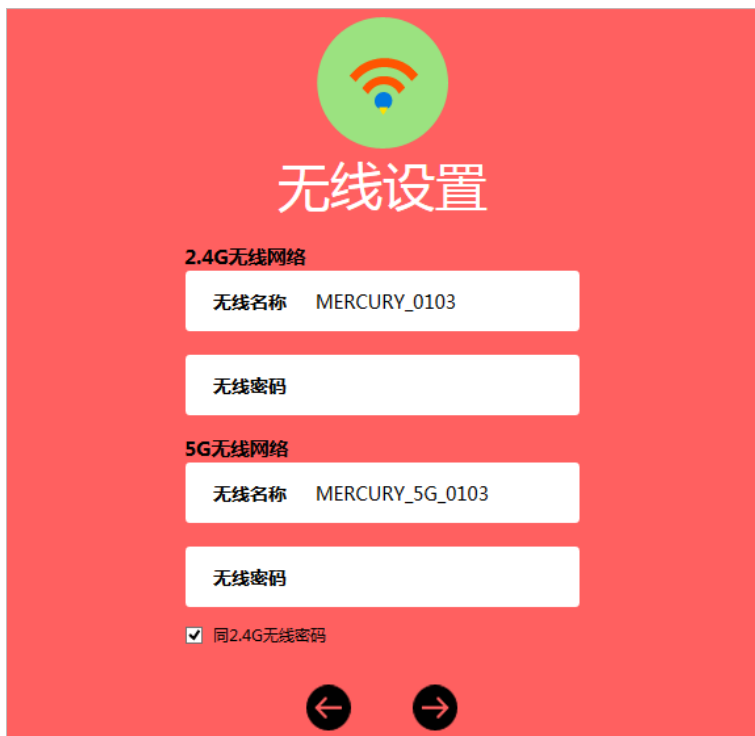 无线设置
2.4G无线网络
无线名称 MERCURY_0103
无线密码
5G无线网络
无线名称 MERCURY_5G_0103
无线密码
同2.4G无线密码